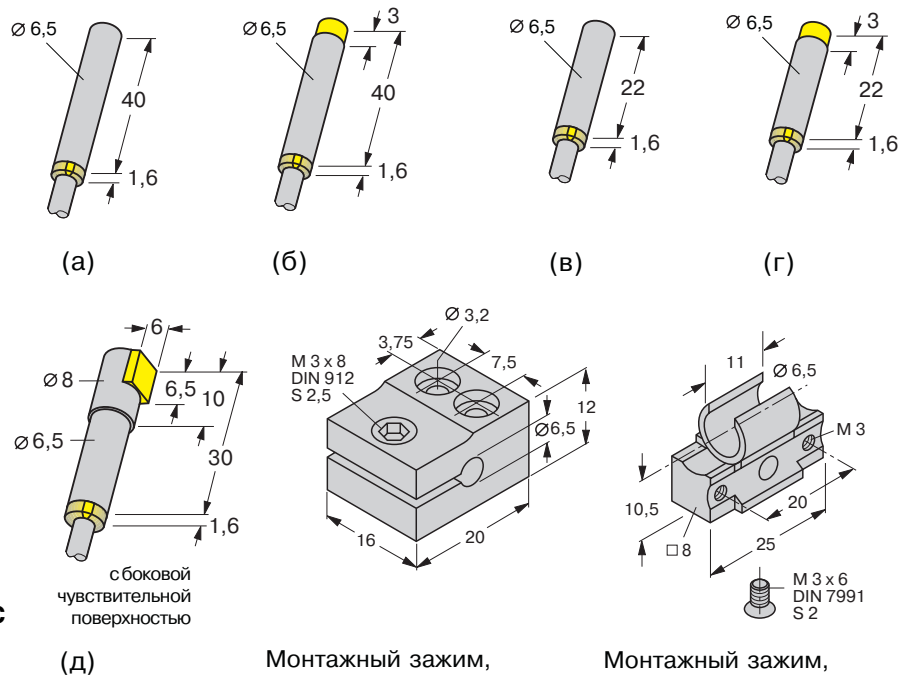 Ø 6,5
40
1,6
(а)
Ø 6,5
3
40
1,6
(б)
Ø 6,5
22
1,6
(в)
Ø 6,5
3
22
1,6
(г)
6
Ø 8
6,5
10
Ø 6,5
30
1,6
с боковой
чувствительной
поверхностью
с
(д)
Ø 3,2
3,75
7,5
M 3 x 8
DIN 912
S 2,5
12
Ø 6,5
16
20
Монтажный зажим,
11
Ø 6,5
M 3
10,5
20
□ 8
25
M 3 x 6
DIN 7991
S 2
Монтажный зажим,